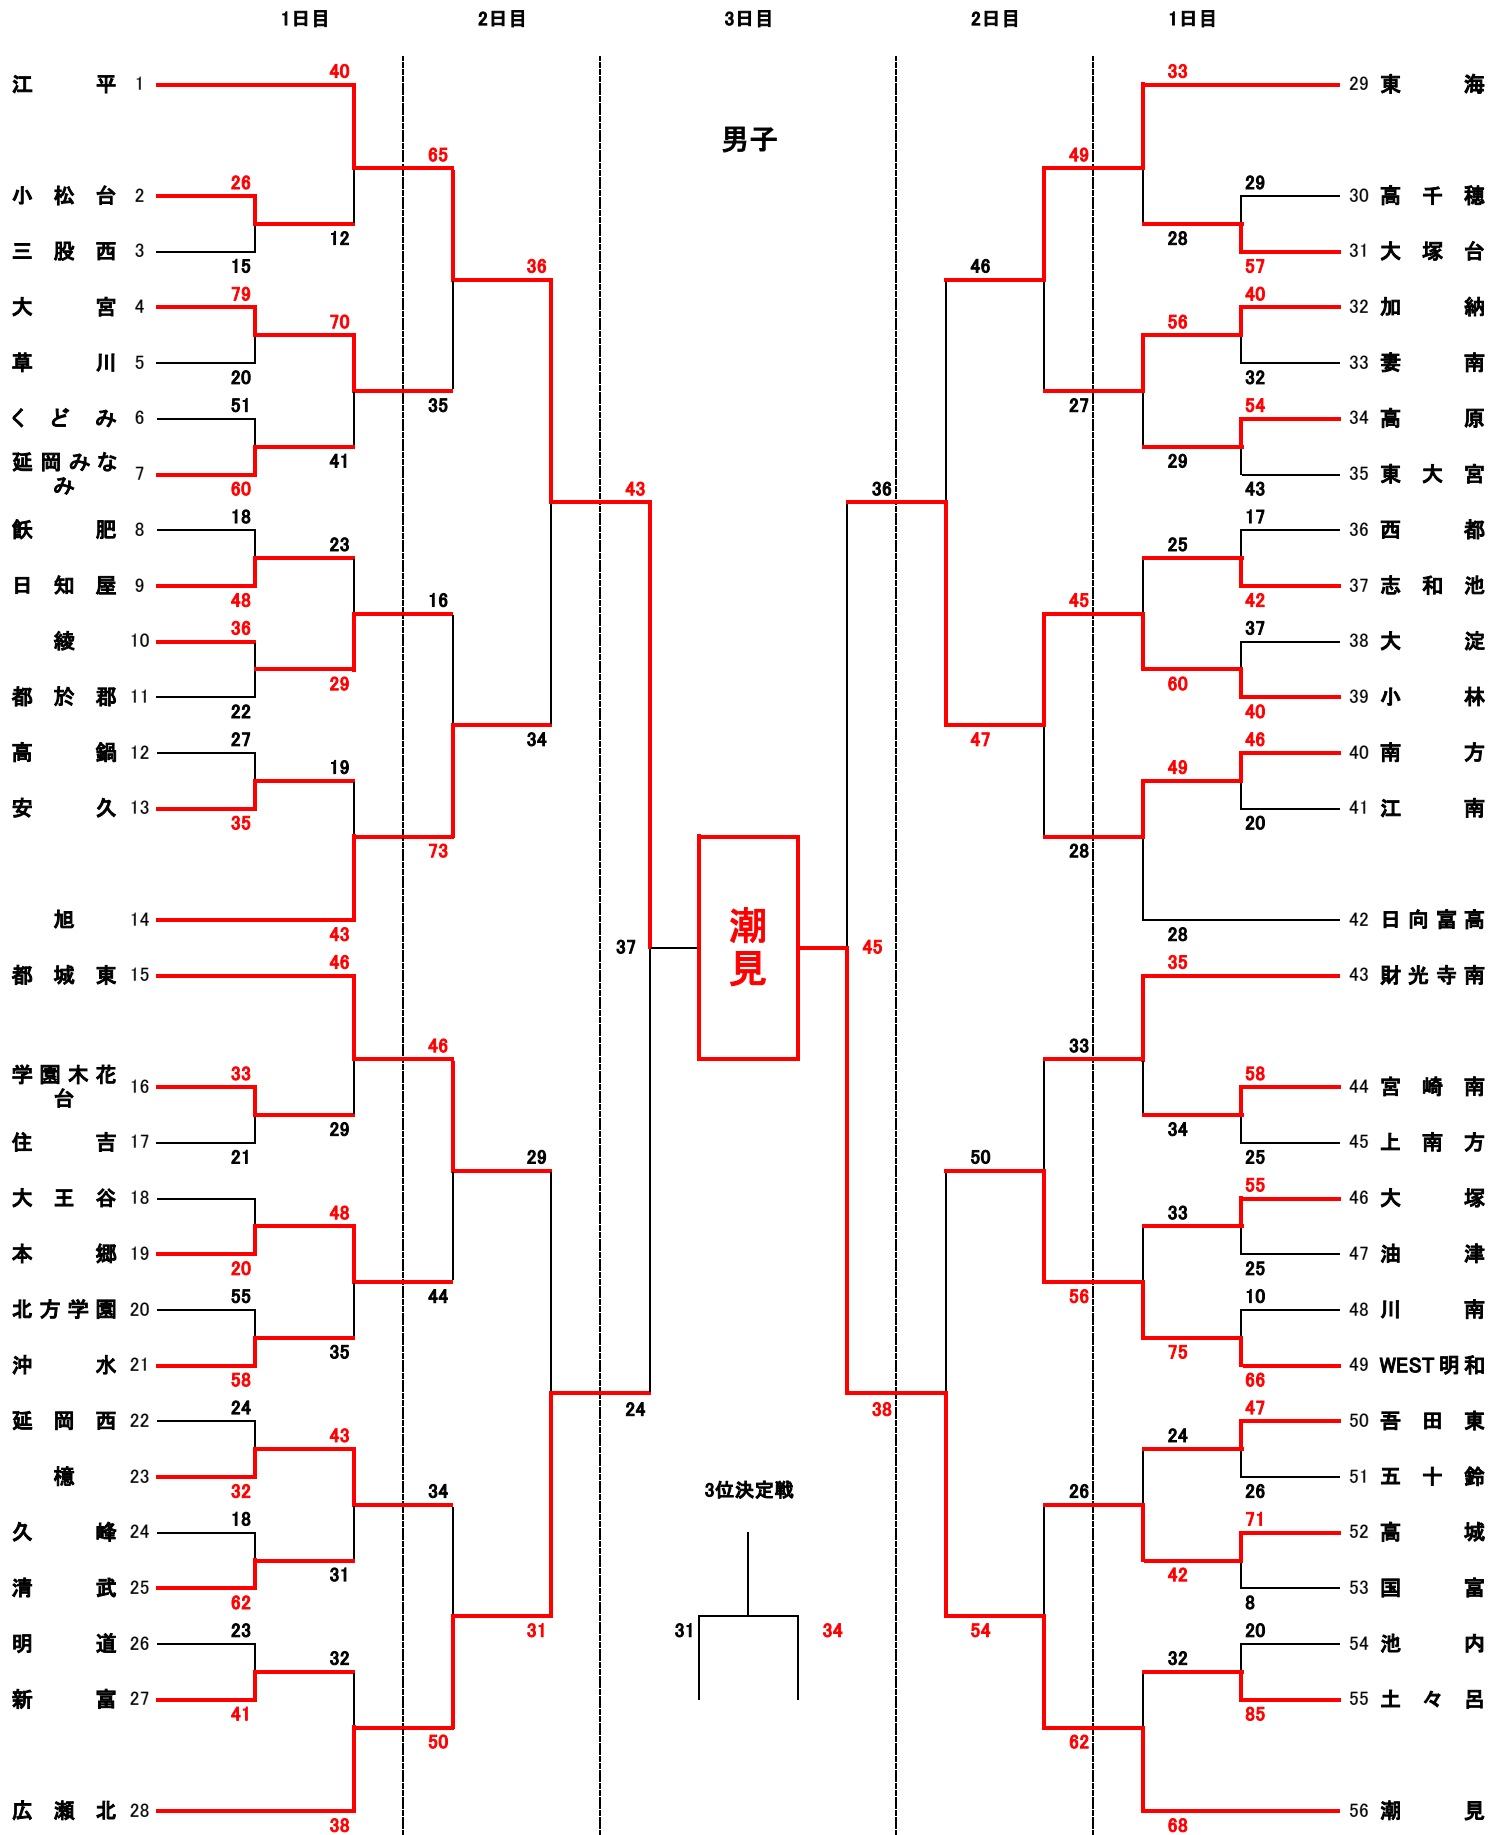 1日目 2日目 3日目 2日目 1日目
男子
江平 1 40
65
小松台 2 26
12
三股西 3 15
36
大宮 4 79
70
草川 5 20
35
くどみ 6 51
41
延岡みなみ 7 60
43
飫肥 8 18
23
日知屋 9 48
16
綾 10 36
29
都於郡 11 22
34
高鍋 12 27
19
安久 13 35
73
旭 14 43
37
都城東 15 46
46
学園木花台 16 33
29
住吉 17 21
29
大王谷 18
48
本郷 19 20
44
北方学園 20 55
35
沖水 21 58
24
延岡西 22 24
43
檍 23 32
34
久峰 24 18
31
清武 25 62
31
明道 26 23
32
新富 27 41
50
広瀬北 28 38
潮見
45
3位決定戦
31 34
33 29 東海
49
29 30 高千穂
28
57 31 大塚台
46
40 32 加納
56
32 33 妻南
27
54 34 高原
29
43 35 東大宮
36
17 36 西都
25
42 37 志和池
45
37 38 大淀
60
40 39 小林
47
46 40 南方
49
20 41 江南
28
28 42 日向富高
35 43 財光寺南
33
58 44 宮崎南
34
25 45 上南方
50
55 46 大塚
33
25 47 油津
56
10 48 川南
75
66 49 WEST明和
38
47 50 吾田東
24
26 51 五十鈴
26
71 52 高城
42
8 53 国富
54
20 54 池内
32
85 55 土々呂
62
68 56 潮見